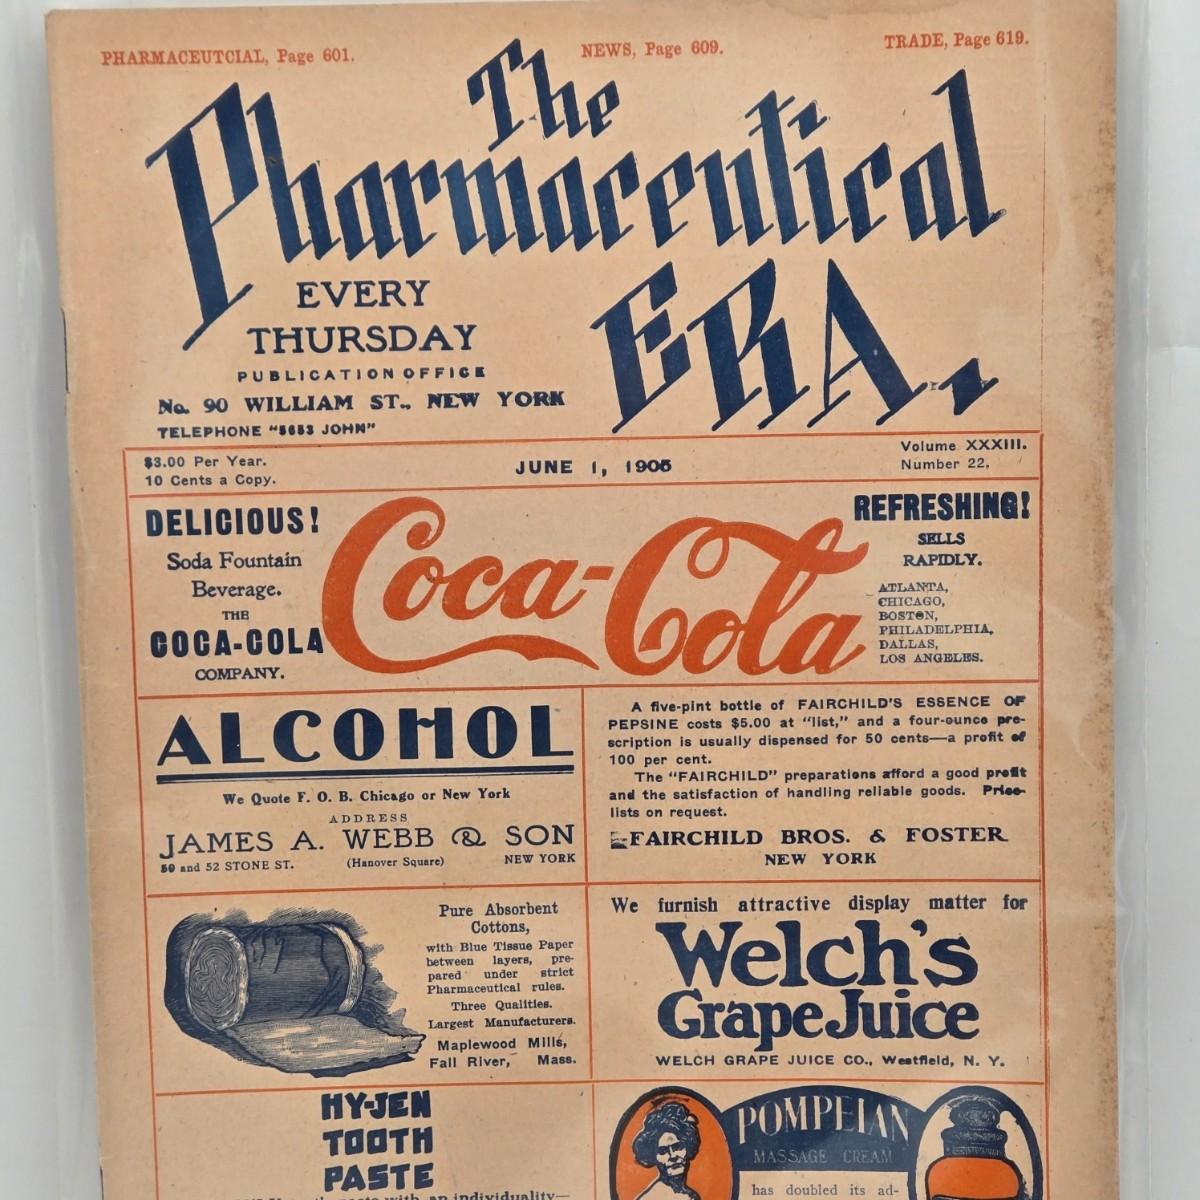 PHARMACEUTCIAL, Page 601. NEWS, Page 609. TRADE, Page 619.
The
Pharmaceutical
ERA.
EVERY
THURSDAY
PUBLICATION OFFICE
No. 90 WILLIAM ST., NEW YORK
TELEPHONE "5653 JOHN"
$3.00 Per Year.
10 Cents a Copy.
JUNE 1, 1905
Volume XXXIII.
Number 22.
DELICIOUS!
Soda Fountain
Beverage.
THE
COCA-COLA
COMPANY.
Coca-Cola
REFRESHING!
SELLS
RAPIDLY.
ATLANTA,
CHICAGO,
BOSTON,
PHILADELPHIA,
DALLAS,
LOS ANGELES.
ALCOHOL
We Quote F. O. B. Chicago or New York
ADDRESS
JAMES A. WEBB & SON
50 and 52 STONE ST. (Hanover Square) NEW YORK
A five-pint bottle of FAIRCHILD'S ESSENCE OF
PEPSINE costs $5.00 at "list," and a four-ounce pre-
scription is usually dispensed for 50 cents—a profit of
100 per cent.
The "FAIRCHILD" preparations afford a good profit
and the satisfaction of handling reliable goods. Price-
lists on request.
FAIRCHILD BROS. & FOSTER
NEW YORK
Pure Absorbent
Cottons,
with Blue Tissue Paper
between layers, pre-
pared under strict
Pharmaceutical rules.
Three Qualities.
Largest Manufacturers.
Maplewood Mills,
Fall River, Mass.
We furnish attractive display matter for
Welch's
Grape Juice
WELCH GRAPE JUICE CO., Westfield, N. Y.
HY-JEN
TOOTH
PASTE
paste with an individuality—
POMPEIAN
MASSAGE CREAM
has doubled its ad-